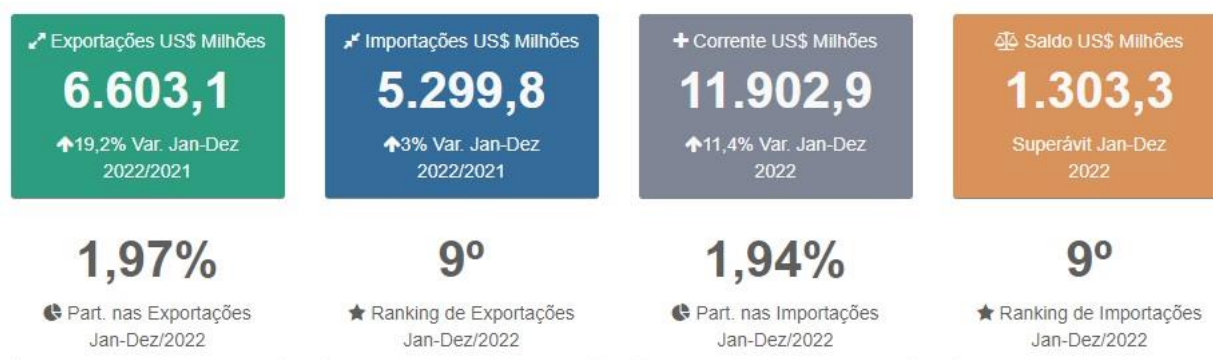 Exportações US$ Milhões
6.603,1
19,2% Var. Jan-Dez
2022/2021
Importações US$ Milhões
5.299,8
3% Var. Jan-Dez
2022/2021
Corrente US$ Milhões
11.902,9
11,4% Var. Jan-Dez
2022
Saldo US$ Milhões
1.303,3
Superávit Jan-Dez
2022
1,97%
Part. nas Exportações
Jan-Dez/2022
9º
Ranking de Exportações
Jan-Dez/2022
1,94%
Part. nas Importações
Jan-Dez/2022
9º
Ranking de Importações
Jan-Dez/2022